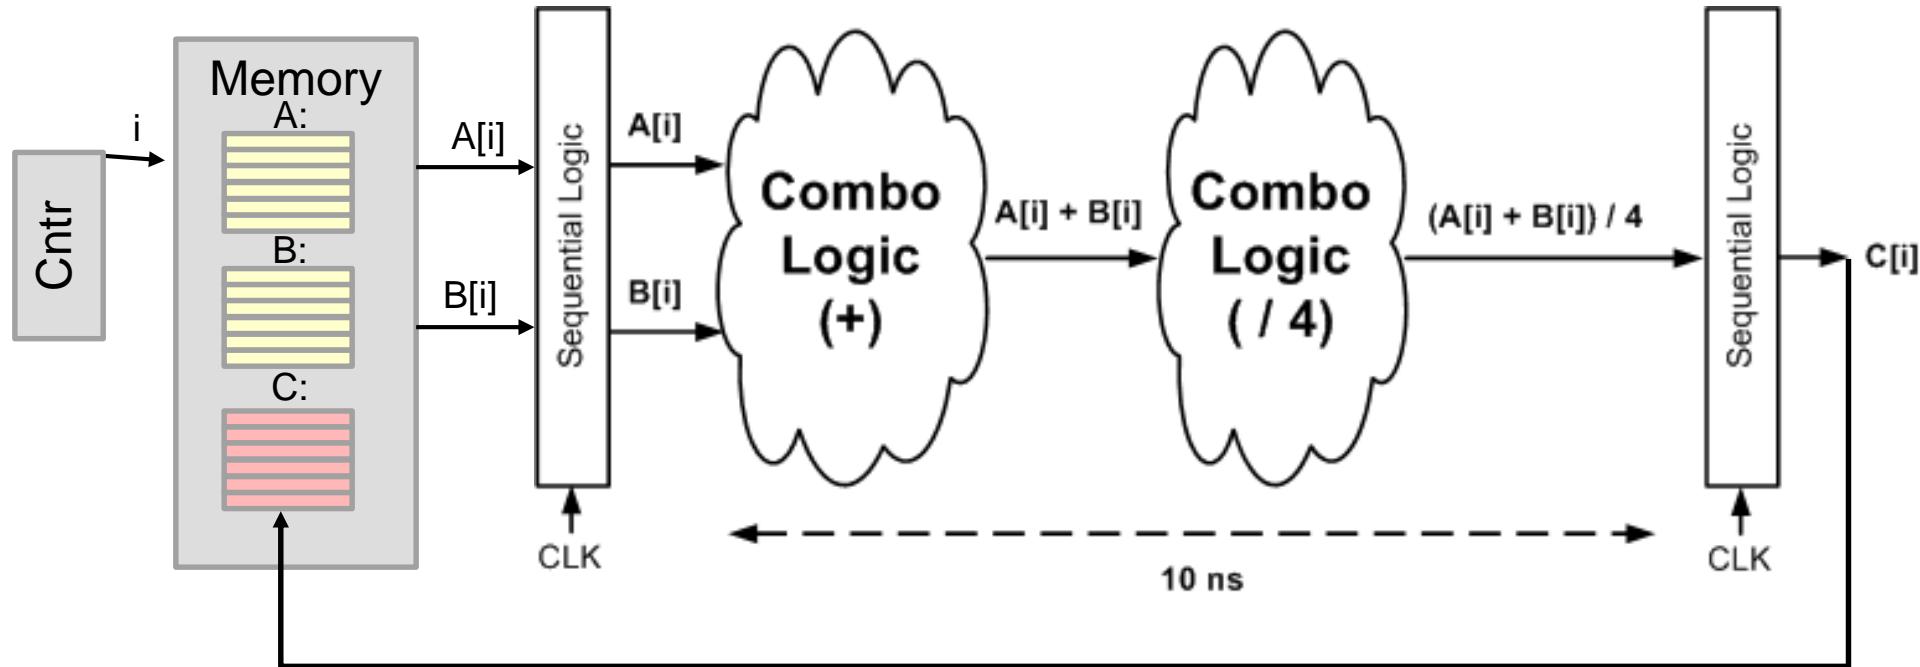 Cntr
i
Memory
A:
B:
C:
A[i]
B[i]
Sequential Logic
CLK
A[i]
B[i]
Combo
Logic
(+)
A[i] + B[i]
Combo
Logic
( / 4)
(A[i] + B[i]) / 4
10 ns
Sequential Logic
CLK
C[i]